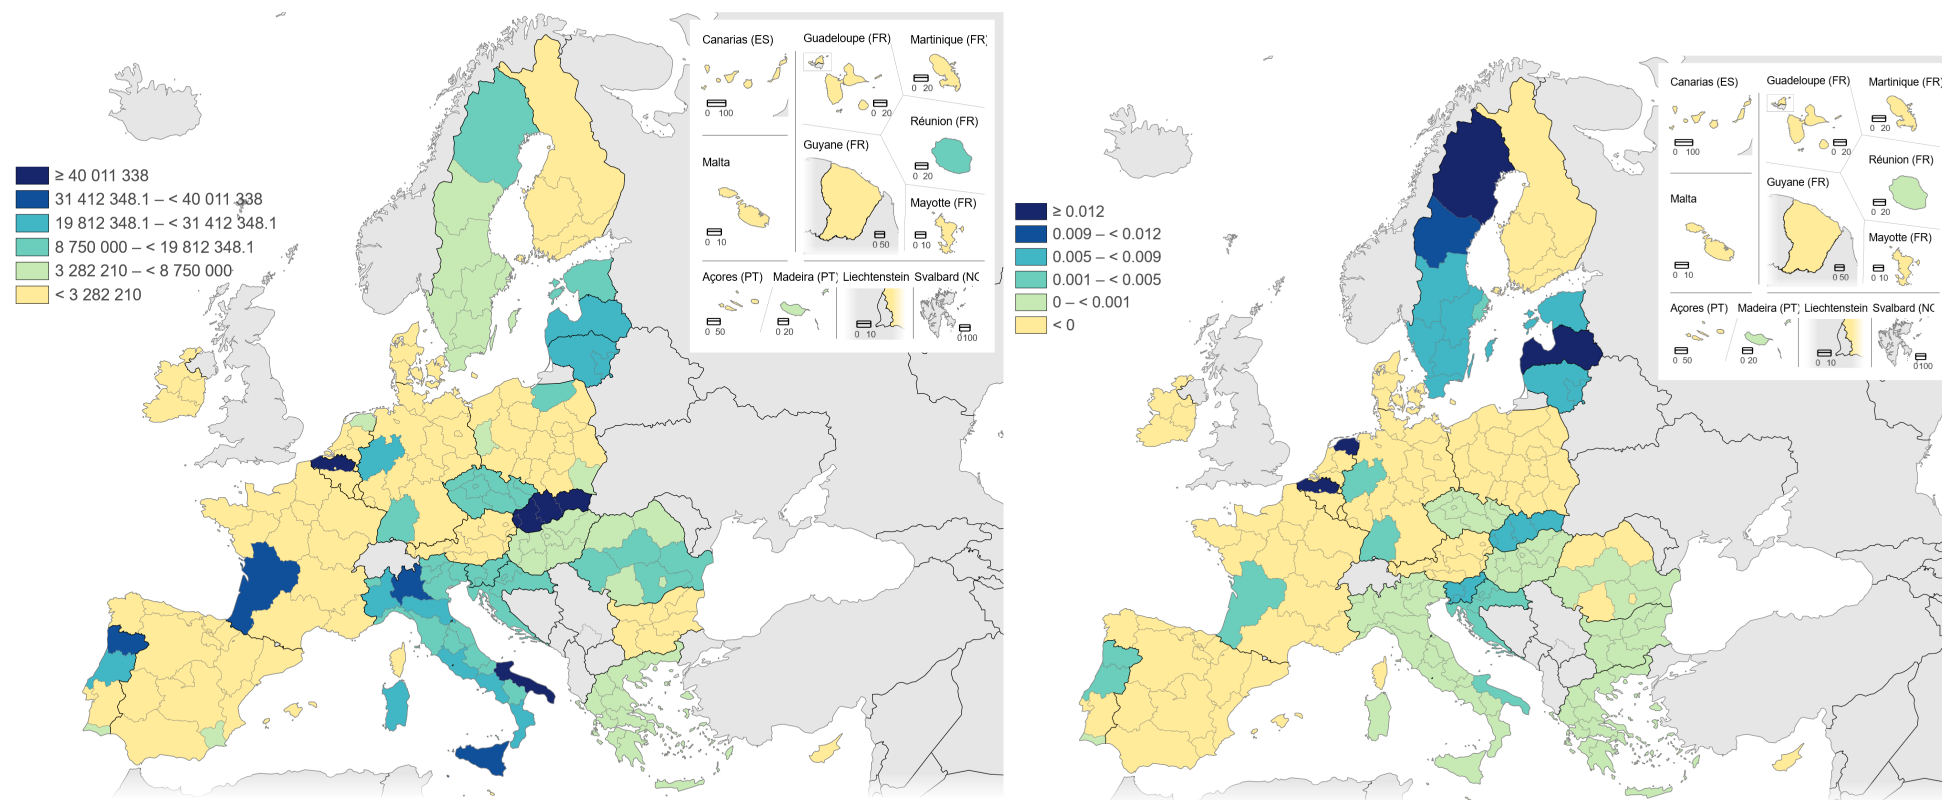 Canarias (ES)
0 100
Guadeloupe (FR)
0 20
Martinique (FR
0 20
Réunion (FR)
0 20
Guyane (FR)
0 50
Malta
0 10
Mayotte (FR)
0 10
Açores (PT)
0 50
Madeira (PT)
0 20
Liechtenstein
0 10
Svalbard (NO
0100
≥ 40 011 338
31 412 348.1 – < 40 011 338
19 812 348.1 – < 31 412 348.1
8 750 000 – < 19 812 348.1
3 282 210 – < 8 750 000
< 3 282 210
Canarias (ES)
0 100
Guadeloupe (FR)
0 20
Martinique (FR
0 20
Réunion (FR)
0 20
Guyane (FR)
0 50
Malta
0 10
Mayotte (FR)
0 10
Açores (PT)
0 50
Madeira (PT)
0 20
Liechtenstein
0 10
Svalbard (NO
0100
≥ 0.012
0.009 – < 0.012
0.005 – < 0.009
0.001 – < 0.005
0 – < 0.001
< 0